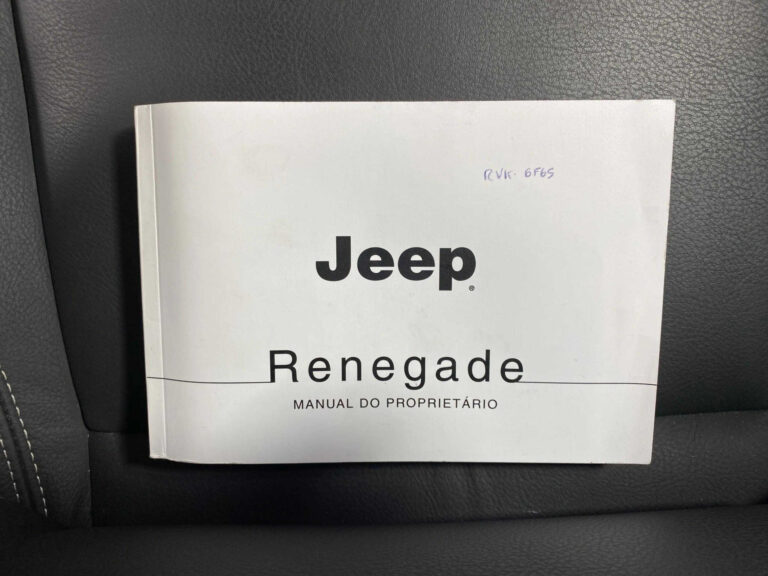 RVK- 6F65
Jeep®
Renegade
MANUAL DO PROPRIETÁRIO